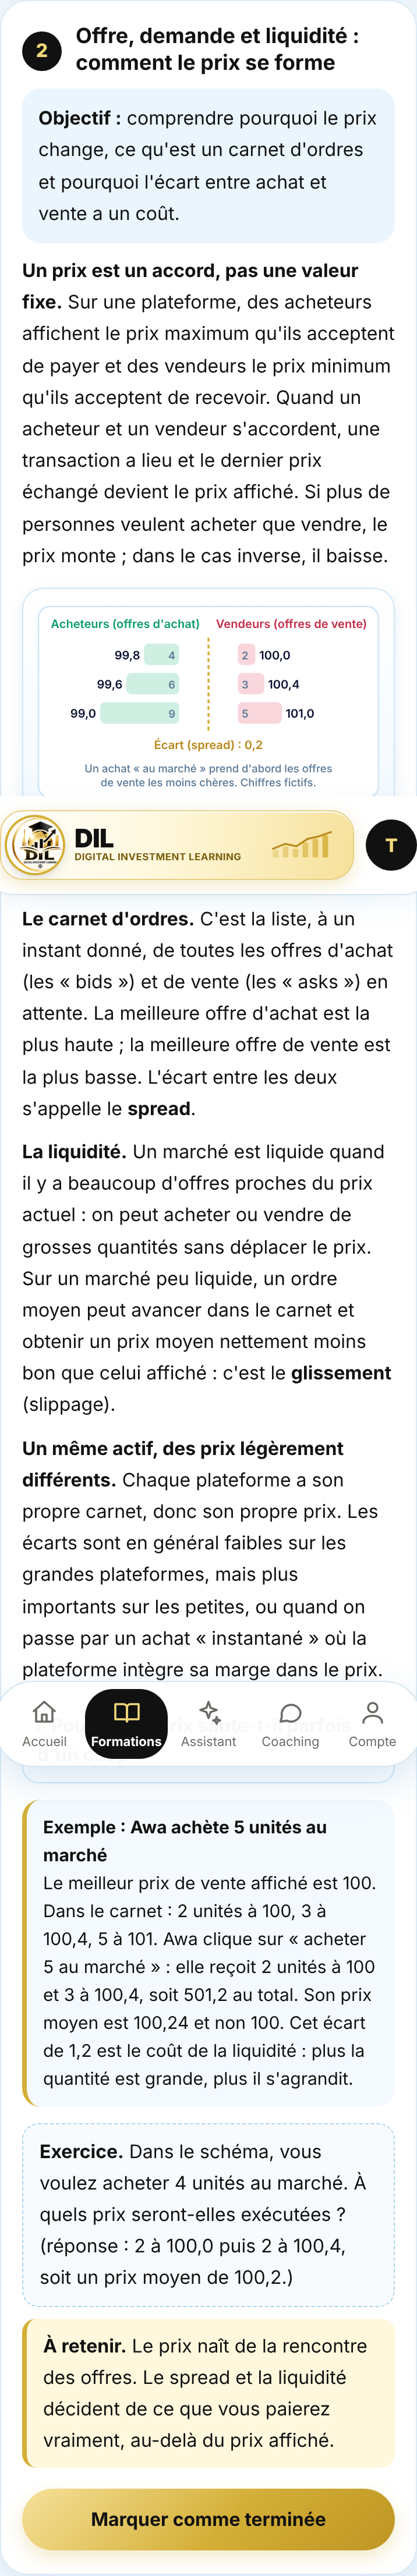 2
Offre, demande et liquidité :
comment le prix se forme
Objectif : comprendre pourquoi le prix
change, ce qu'est un carnet d'ordres
et pourquoi l'écart entre achat et
vente a un coût.
Un prix est un accord, pas une valeur
fixe. Sur une plateforme, des acheteurs
affichent le prix maximum qu'ils acceptent
de payer et des vendeurs le prix minimum
qu'ils acceptent de recevoir. Quand un
acheteur et un vendeur s'accordent, une
transaction a lieu et le dernier prix
échangé devient le prix affiché. Si plus de
personnes veulent acheter que vendre, le
prix monte ; dans le cas inverse, il baisse.
Acheteurs (offres d'achat) Vendeurs (offres de vente)
99,8 4 2 100,0
99,6 6 3 100,4
99,0 9 5 101,0
Écart (spread) : 0,2
Un achat « au marché » prend d'abord les offres
de vente les moins chères. Chiffres fictifs.
DIL
DIL
DIGITAL INVESTMENT LEARNING
T
Le carnet d'ordres. C'est la liste, à un
instant donné, de toutes les offres d'achat
(les « bids ») et de vente (les « asks ») en
attente. La meilleure offre d'achat est la
plus haute ; la meilleure offre de vente est
la plus basse. L'écart entre les deux
s'appelle le spread.
La liquidité. Un marché est liquide quand
il y a beaucoup d'offres proches du prix
actuel : on peut acheter ou vendre de
grosses quantités sans déplacer le prix.
Sur un marché peu liquide, un ordre
moyen peut avancer dans le carnet et
obtenir un prix moyen nettement moins
bon que celui affiché : c'est le glissement
(slippage).
Un même actif, des prix légèrement
différents. Chaque plateforme a son
propre carnet, donc son propre prix. Les
écarts sont en général faibles sur les
grandes plateformes, mais plus
importants sur les petites, ou quand on
passe par un achat « instantané » où la
plateforme intègre sa marge dans le prix.
Pou rix saute-t-il parfois
d'un
Accueil Formations Assistant Coaching Compte
Exemple : Awa achète 5 unités au
marché
Le meilleur prix de vente affiché est 100.
Dans le carnet : 2 unités à 100, 3 à
100,4, 5 à 101. Awa clique sur « acheter
5 au marché » : elle reçoit 2 unités à 100
et 3 à 100,4, soit 501,2 au total. Son prix
moyen est 100,24 et non 100. Cet écart
de 1,2 est le coût de la liquidité : plus la
quantité est grande, plus il s'agrandit.
Exercice. Dans le schéma, vous
voulez acheter 4 unités au marché. À
quels prix seront-elles exécutées ?
(réponse : 2 à 100,0 puis 2 à 100,4,
soit un prix moyen de 100,2.)
À retenir. Le prix naît de la rencontre
des offres. Le spread et la liquidité
décident de ce que vous paierez
vraiment, au-delà du prix affiché.
Marquer comme terminée